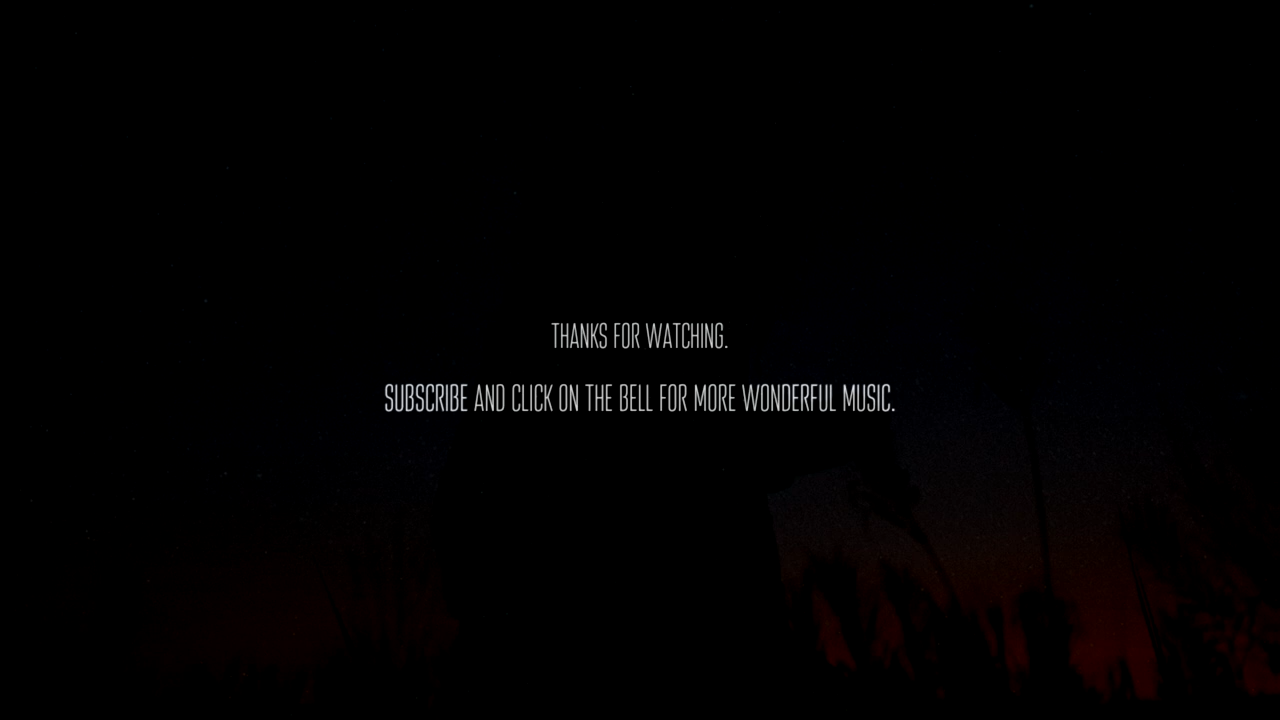 THANKS FOR WATCHING.
SUBSCRIBE AND CLICK ON THE BELL FOR MORE WONDERFUL MUSIC.